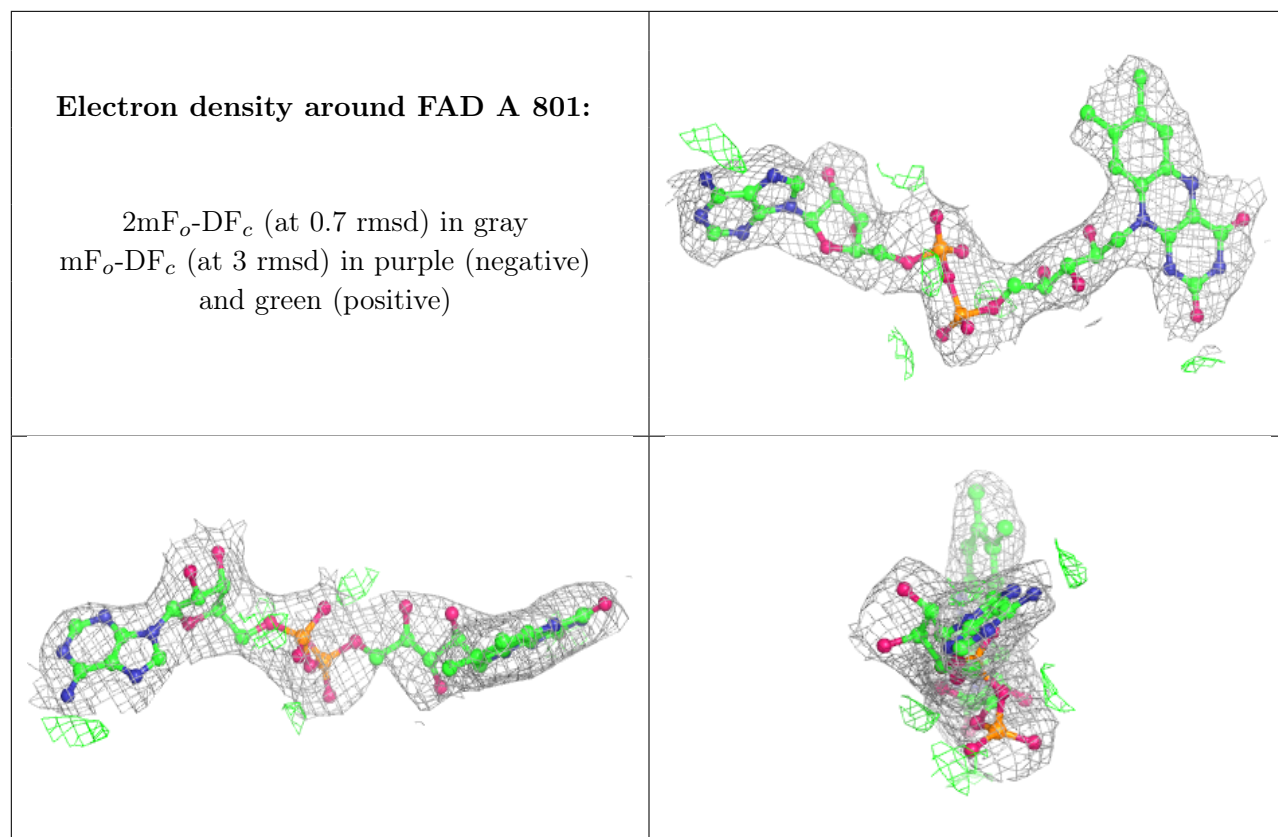 Electron density around FAD A 801:
2mFo-DFc (at 0.7 rmsd) in gray
mFo-DFc (at 3 rmsd) in purple (negative)
and green (positive)